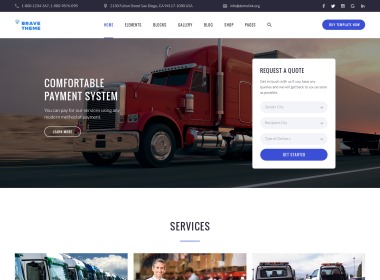 1-800-1234-567, 1-800-9876-099
2130 Fulton Street San Diego, CA 94117-1080 USA
info@demolink.org
BRAVE THEME
HOME ELEMENTS BLOCKS GALLERY BLOG SHOP PAGES
BUY TEMPLATE NOW
COMFORTABLE
PAYMENT SYSTEM
You can pay for our services using any
modern method of payment.
LEARN MORE
REQUEST A QUOTE
Get in touch with us if you have any
queries and we will get back to you as soon
as possible.
Sender City
Recipient City
Type of Delivery
GET STARTED
SERVICES